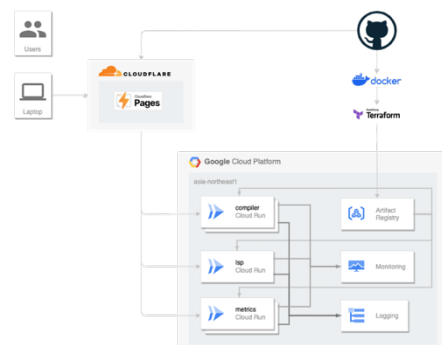 Users
Laptop
CLOUDFLARE
Cloudflare
Pages
docker
HashiCorp
Terraform
Google Cloud Platform
asia-northeast1
compiler
Cloud Run
lsp
Cloud Run
metrics
Cloud Run
Artifact
Registry
Monitoring
Logging